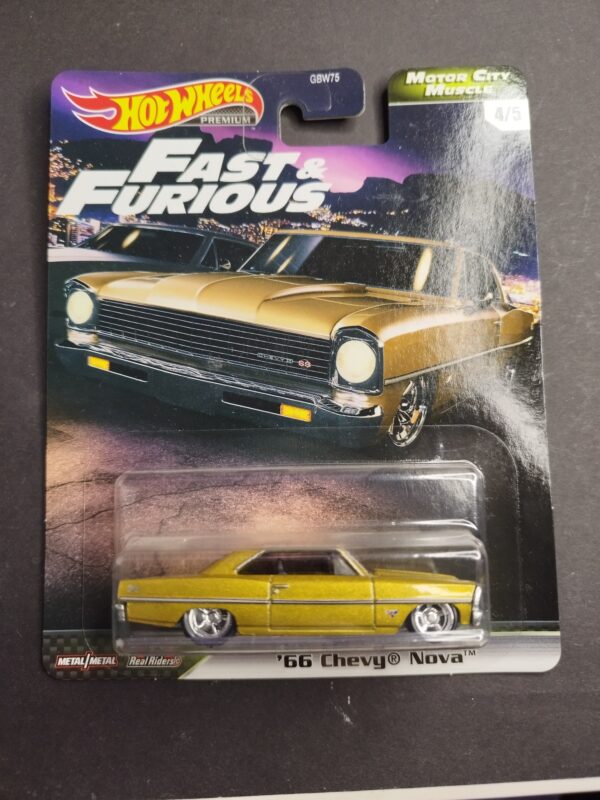 GBW75
Hot Wheels
PREMIUM
Motor City
Muscle
4/5
Fast &
Furious
METAL/METAL
Real Riders®
'66 Chevy® Nova™